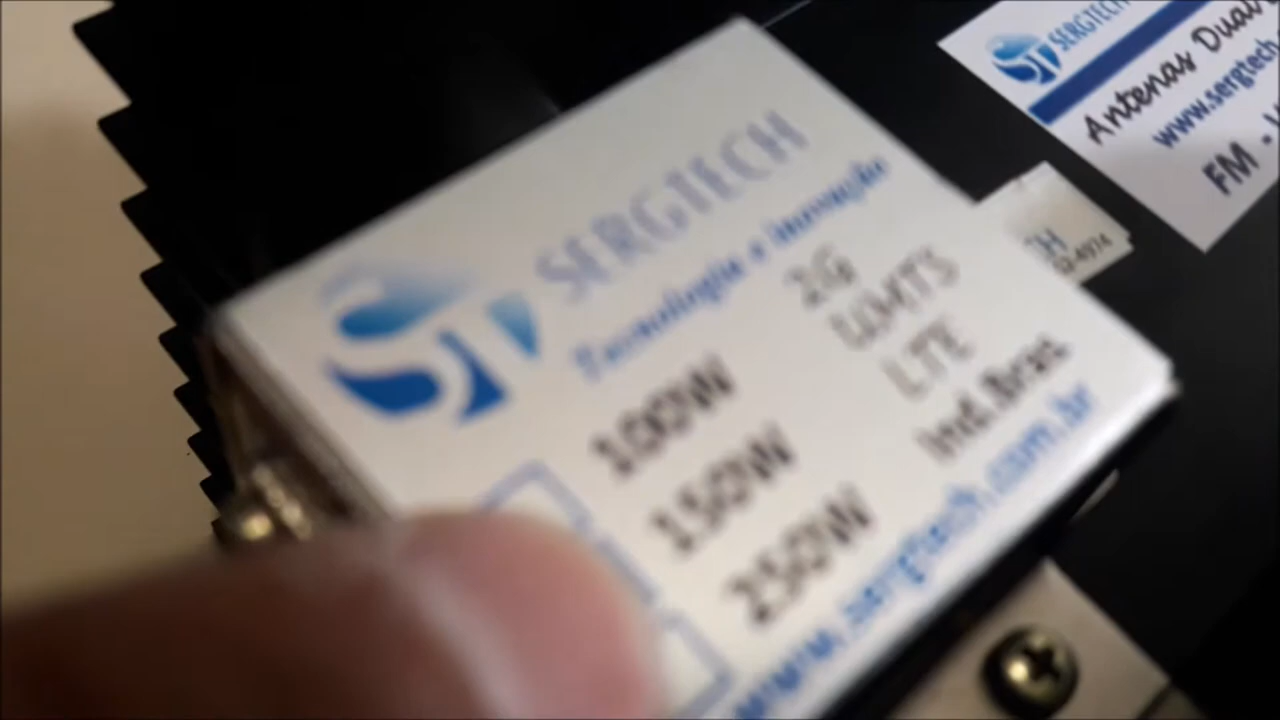 SERGTECH
Tecnologia e inovação
100W
150W
250W
2G
UMTS
LTE
Ind.Bras
www.sergtech.com.br
SERGTECH
Antenas Dual
www.sergtech
FM -